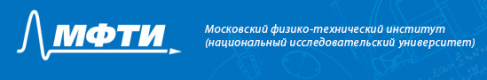 МФТИ
Московский физико-технический институт
(национальный исследовательский университет)